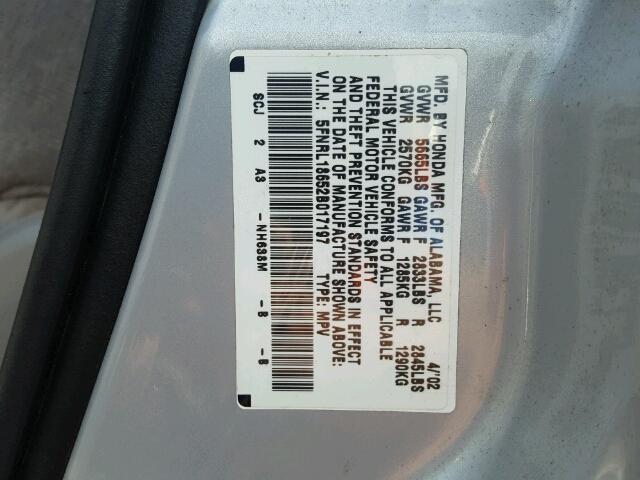 MFD. BY HONDA MFG. OF ALABAMA, LLC 4/'02
GVWR 5665LBS GAWR F 2833LBS R 2845LBS
GVWR 2570KG GAWR F 1285KG R 1290KG
THIS VEHICLE CONFORMS TO ALL APPLICABLE
FEDERAL MOTOR VEHICLE SAFETY
AND THEFT PREVENTION STANDARDS IN EFFECT
ON THE DATE OF MANUFACTURE SHOWN ABOVE.
V.I.N.: 5FNRL18652B017197 TYPE: MPV
SCJ 2 A3 -NH638M -B -B